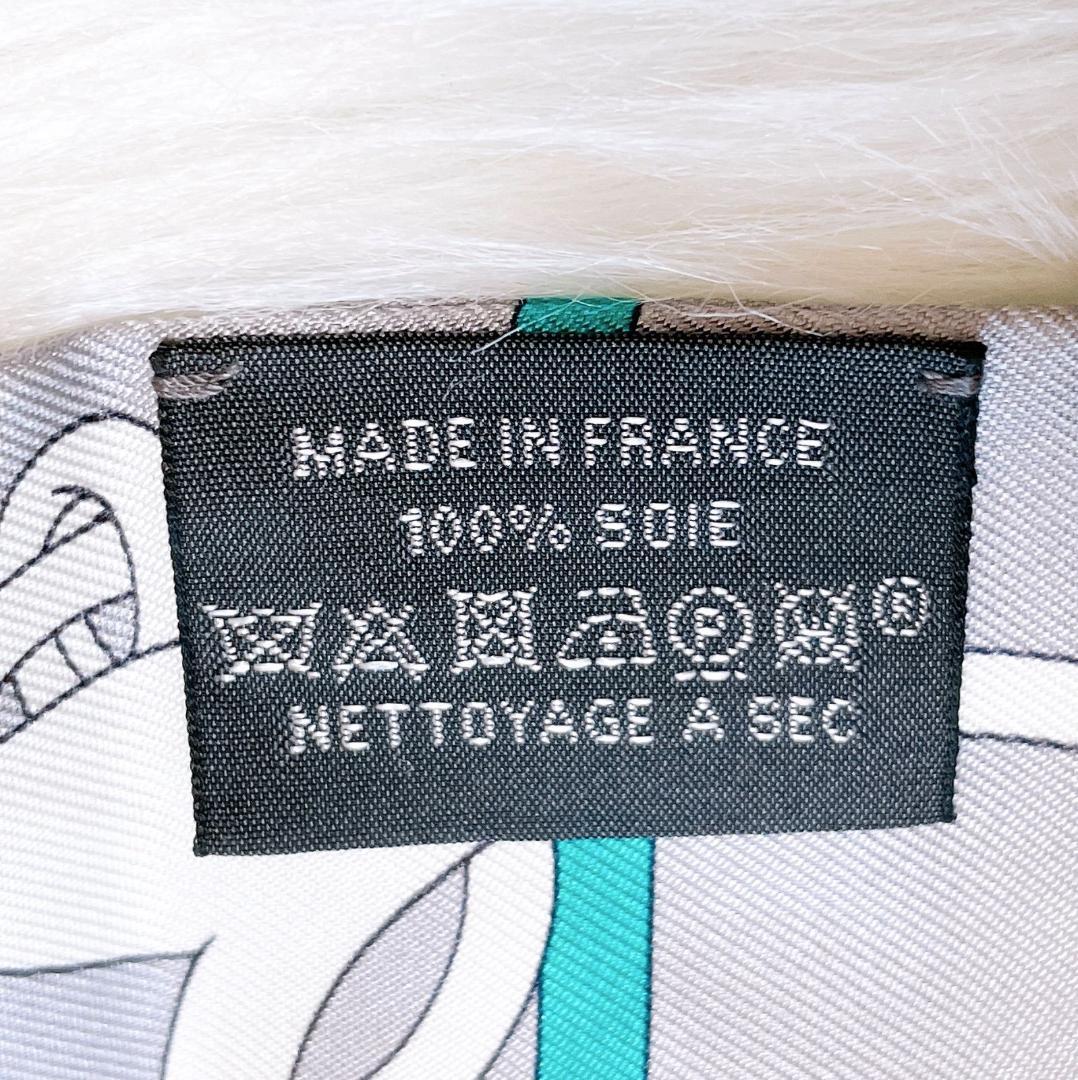 MADE IN FRANCE
100% SOIE
P ®
NETTOYAGE A SEC